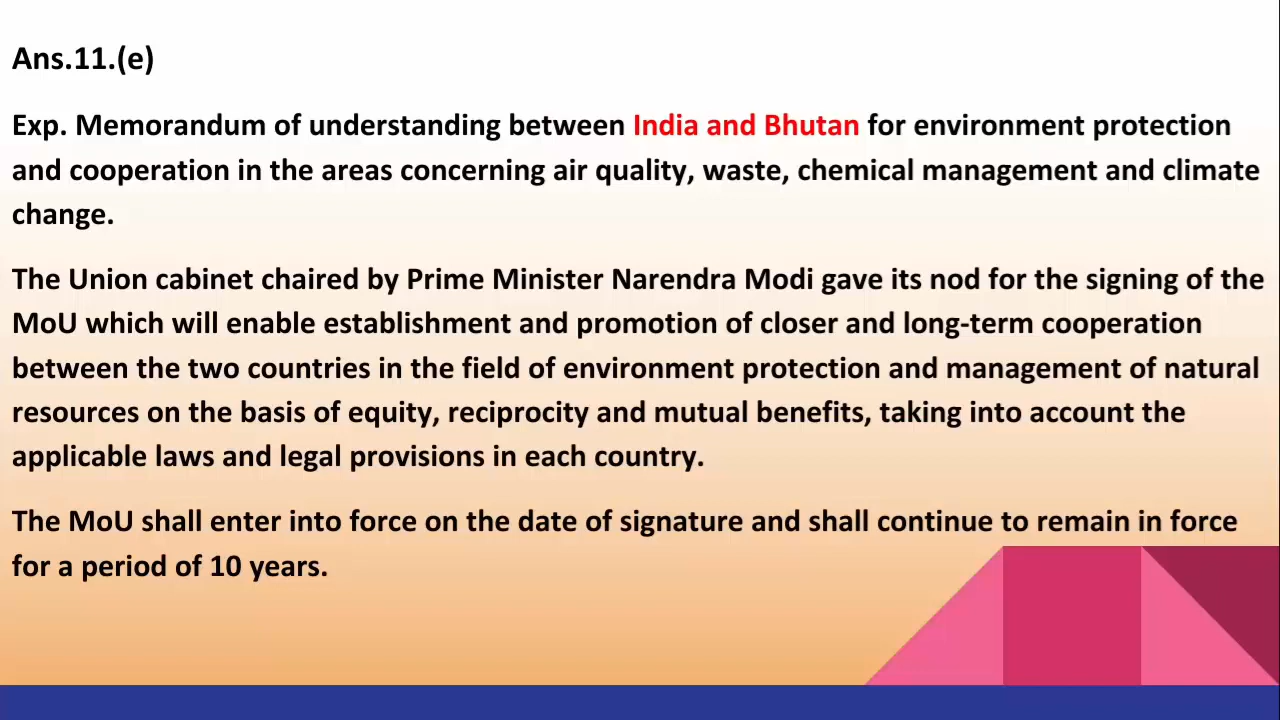 Ans.11.(e)
Exp. Memorandum of understanding between India and Bhutan for environment protection
and cooperation in the areas concerning air quality, waste, chemical management and climate
change.
The Union cabinet chaired by Prime Minister Narendra Modi gave its nod for the signing of the
MoU which will enable establishment and promotion of closer and long-term cooperation
between the two countries in the field of environment protection and management of natural
resources on the basis of equity, reciprocity and mutual benefits, taking into account the
applicable laws and legal provisions in each country.
The MoU shall enter into force on the date of signature and shall continue to remain in force
for a period of 10 years.